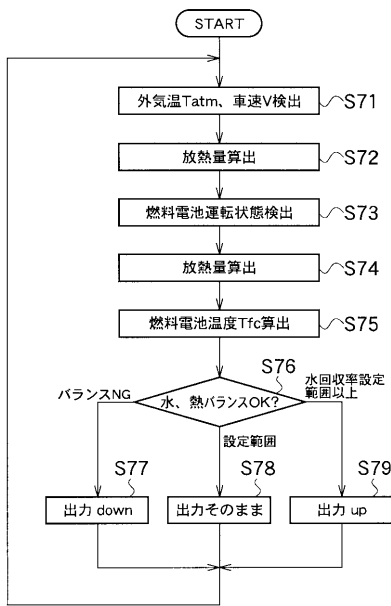 START
外気温Tatm、車速V検出
S71
放熱量算出
S72
燃料電池運転状態検出
S73
放熱量算出
S74
燃料電池温度Tfc算出
S75
S76
水、熱バランスOK?
バランスNG
水回収率設定
範囲以上
設定範囲
S77
出力 down
S78
出力そのまま
S79
出力 up